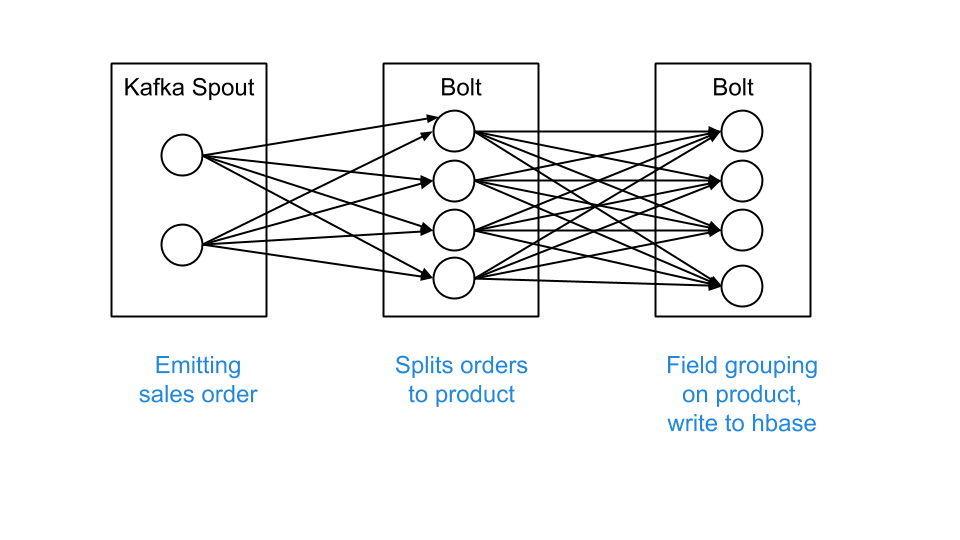 Kafka Spout
Bolt
Bolt
Emitting
sales order
Splits orders
to product
Field grouping
on product,
write to hbase